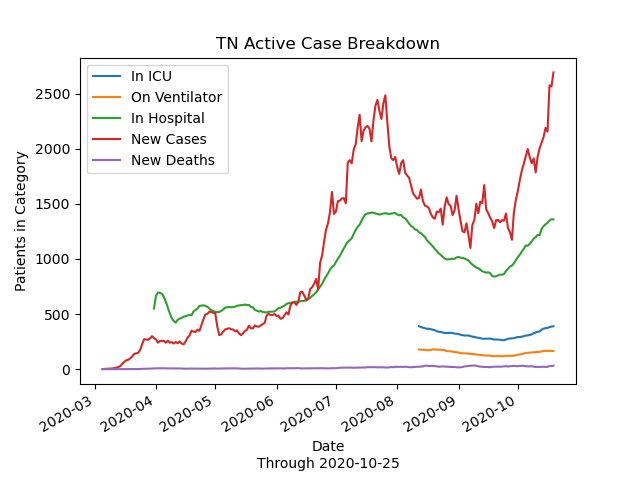 TN Active Case Breakdown
In ICU
On Ventilator
In Hospital
New Cases
New Deaths
Patients in Category
2500
2000
1500
1000
500
0
2020-03
2020-04
2020-05
2020-06
2020-07
2020-08
2020-09
2020-10
Date
Through 2020-10-25